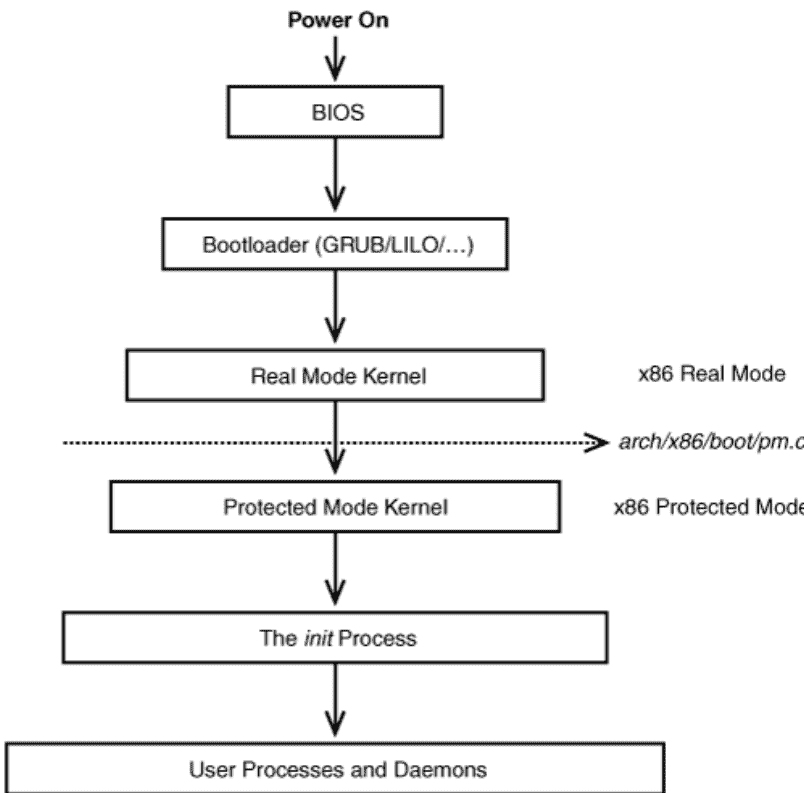 Power On
BIOS
Bootloader (GRUB/LILO/…)
Real Mode Kernel
x86 Real Mode
arch/x86/boot/pm.c
Protected Mode Kernel
x86 Protected Mode
The init Process
User Processes and Daemons